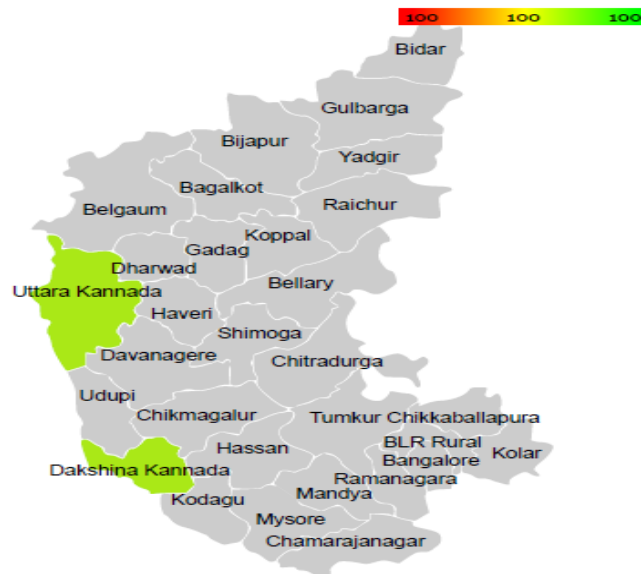 100 100 100
Bidar
Gulbarga
Bijapur
Yadgir
Bagalkot
Raichur
Belgaum
Koppal
Gadag
Dharwad
Bellary
Uttara Kannada
Haveri
Shimoga
Davanagere
Chitradurga
Udupi
Chikmagalur
Tumkur Chikkaballapura
BLR Rural
Hassan
Kolar
Bangalore
Dakshina Kannada
Ramanagara
Mandya
Kodagu
Mysore
Chamarajanagar